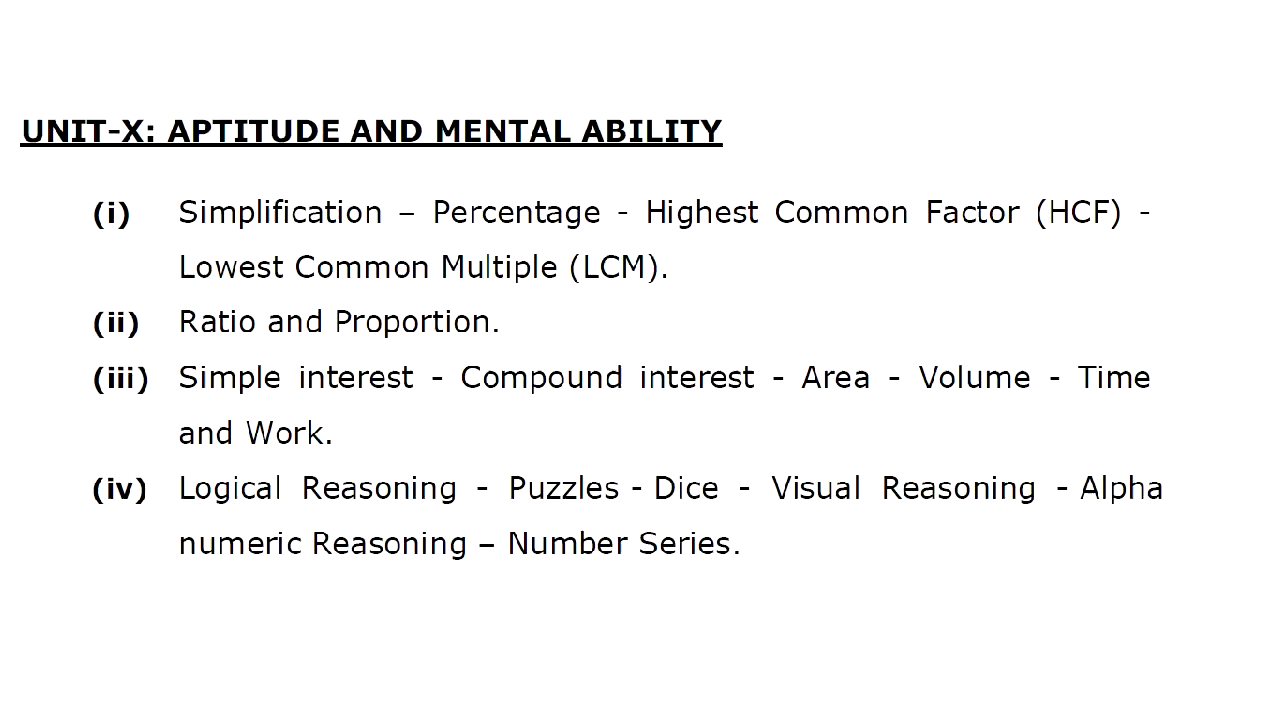 UNIT-X: APTITUDE AND MENTAL ABILITY
(i) Simplification – Percentage - Highest Common Factor (HCF) -
Lowest Common Multiple (LCM).
(ii) Ratio and Proportion.
(iii) Simple interest - Compound interest - Area - Volume - Time
and Work.
(iv) Logical Reasoning - Puzzles - Dice - Visual Reasoning - Alpha
numeric Reasoning – Number Series.